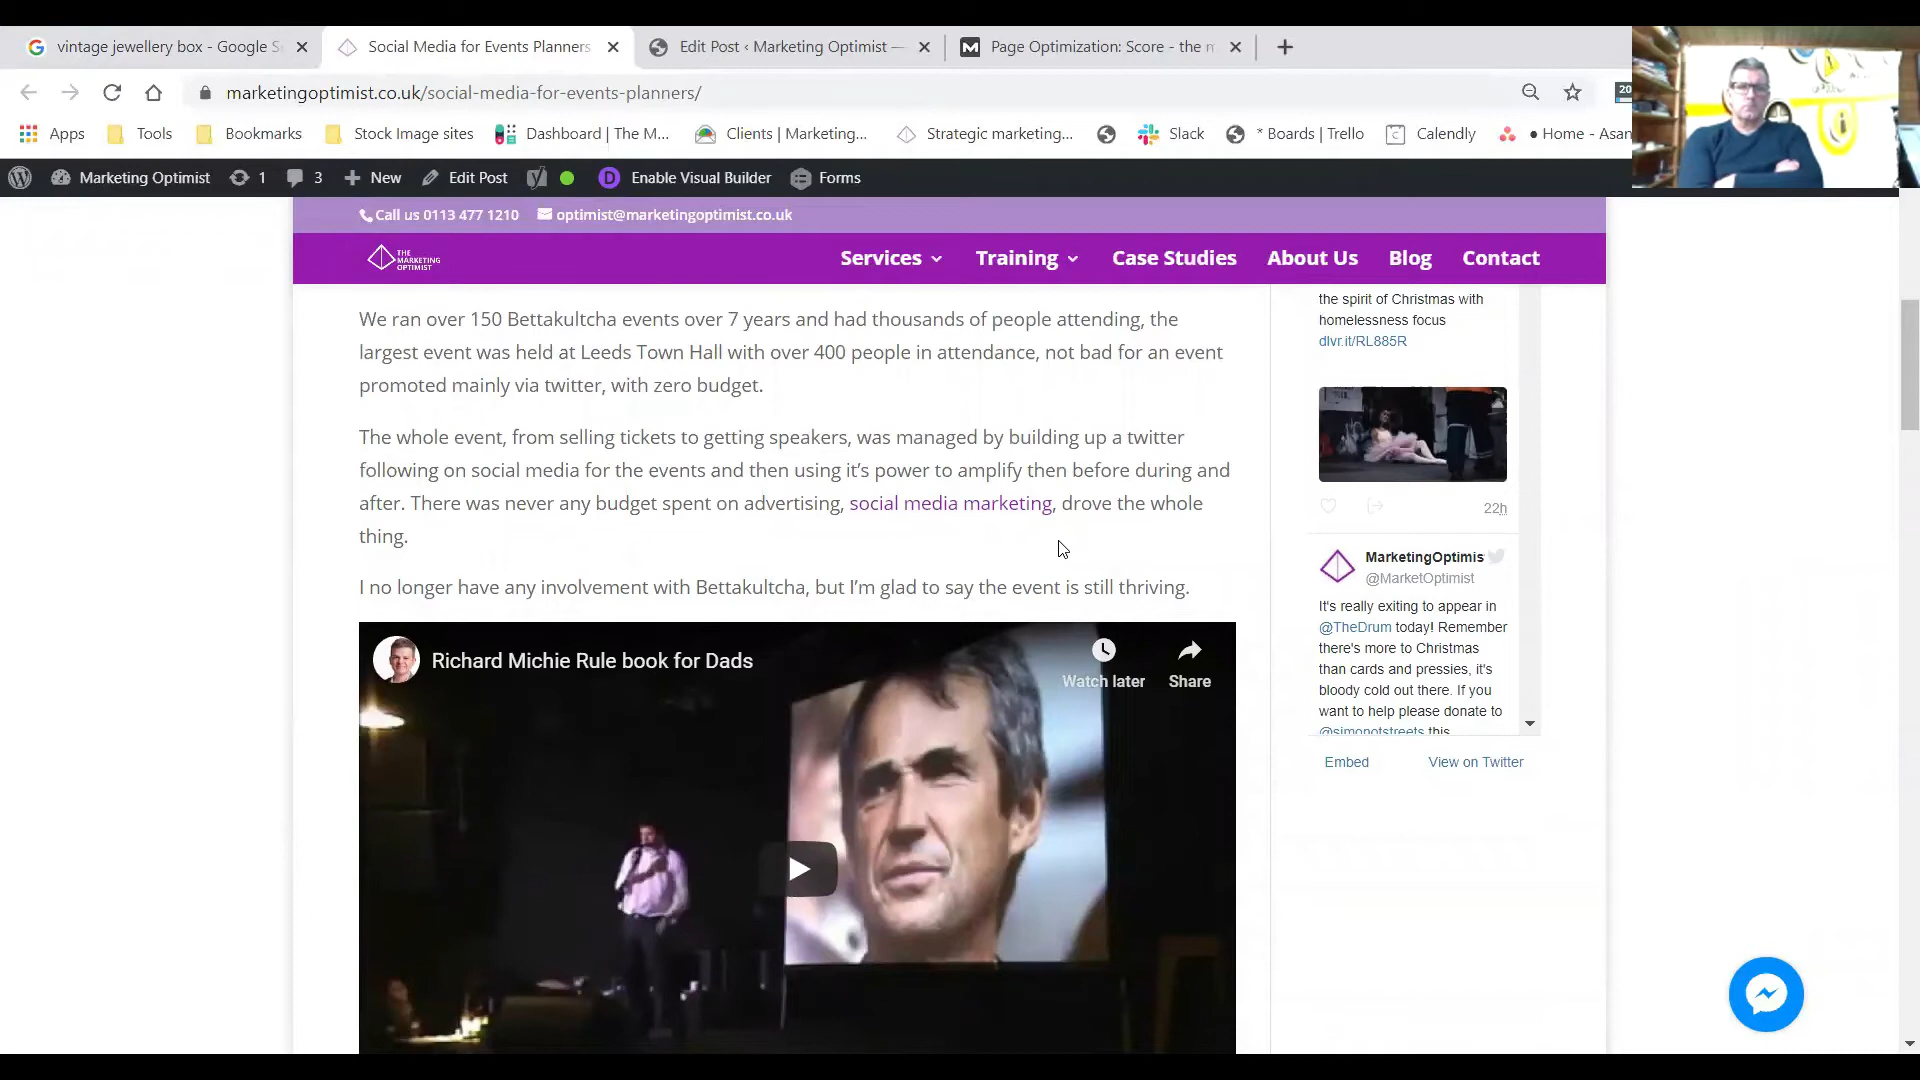 vintage jewellery box - Google S
Social Media for Events Planners
Edit Post ‹ Marketing Optimist —
Page Optimization: Score - the m
marketingoptimist.co.uk/social-media-for-events-planners/
20
Apps
Tools
Bookmarks
Stock Image sites
Dashboard | The M...
Clients | Marketing...
Strategic marketing...
Slack
* Boards | Trello
Calendly
● Home - Asan
Marketing Optimist
1
3
New
Edit Post
D
Enable Visual Builder
Forms
Call us 0113 477 1210
optimist@marketingoptimist.co.uk
THE
MARKETING
OPTIMIST
Services
Training
Case Studies
About Us
Blog
Contact
We ran over 150 Bettakultcha events over 7 years and had thousands of people attending, the
largest event was held at Leeds Town Hall with over 400 people in attendance, not bad for an event
promoted mainly via twitter, with zero budget.
The whole event, from selling tickets to getting speakers, was managed by building up a twitter
following on social media for the events and then using it's power to amplify then before during and
after. There was never any budget spent on advertising, social media marketing, drove the whole
thing.
I no longer have any involvement with Bettakultcha, but I'm glad to say the event is still thriving.
Richard Michie Rule book for Dads
Watch later
Share
the spirit of Christmas with
homelessness focus
dlvr.it/RL885R
22h
MarketingOptimis
@MarketOptimist
It's really exiting to appear in
@TheDrum today! Remember
there's more to Christmas
than cards and pressies, it's
bloody cold out there. If you
want to help please donate to
@simonotstreets this
Embed
View on Twitter